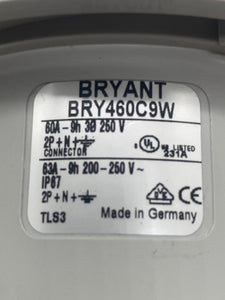 BRYANT
BRY460C9W
60A-9h 3Ø 250 V
2P+N+
CONNECTOR
UL
LISTED
231A
63A-9h 200-250 V~
IP67
2P+N+
TLS3
Made in Germany